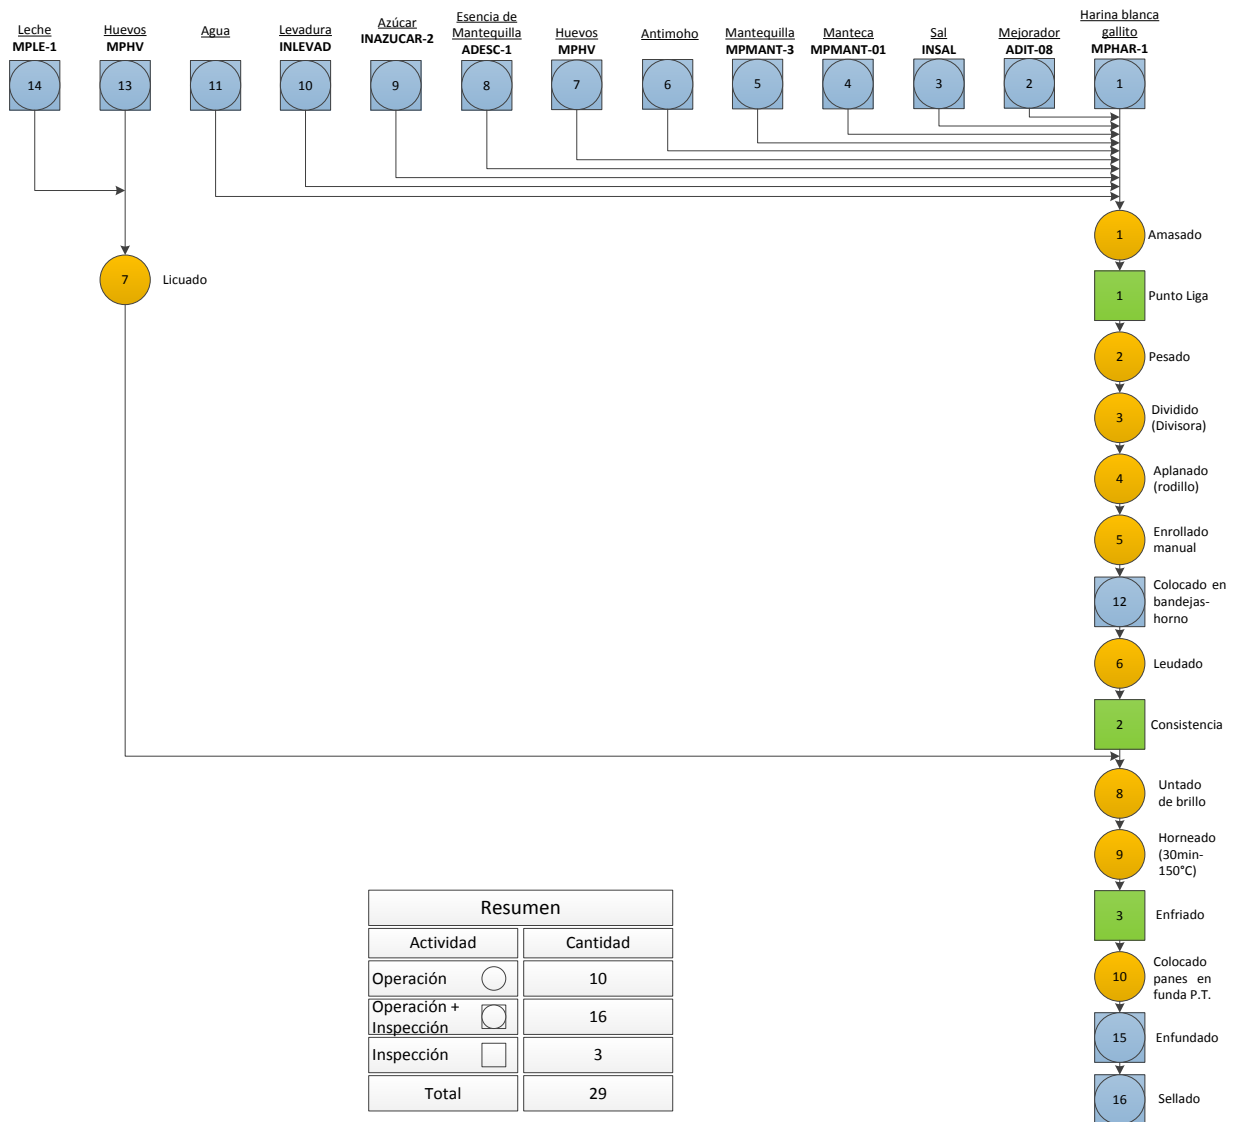 Leche
MPLE-1
14
Huevos
MPHV
13
Agua
11
Levadura
INLEVAD
10
Azúcar
INAZUCAR-2
9
Esencia de
Mantequilla
ADESC-1
8
Huevos
MPHV
7
Antimoho
6
Mantequilla
MPMANT-3
5
Manteca
MPMANT-01
4
Sal
INSAL
3
Mejorador
ADIT-08
2
Harina blanca
gallito
MPHAR-1
1
1
Amasado
7
Licuado
1
Punto Liga
2
Pesado
3
Dividido
(Divisora)
4
Aplanado
(rodillo)
5
Enrollado
manual
12
Colocado en
bandejas-
horno
6
Leudado
2
Consistencia
8
Untado
de brillo
9
Horneado
(30min-
150°C)
3
Enfriado
10
Colocado
panes en
funda P.T.
15
Enfundado
16
Sellado
Resumen
Actividad
Cantidad
Operación
10
Operación +
Inspección
16
Inspección
3
Total
29